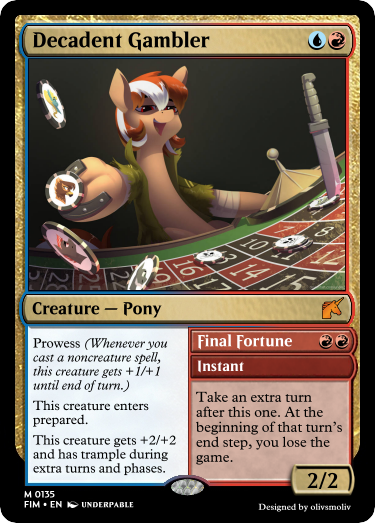 Decadent Gambler
Creature — Pony
Prowess (Whenever you
cast a noncreature spell,
this creature gets +1/+1
until end of turn.)
This creature enters
prepared.
This creature gets +2/+2
and has trample during
extra turns and phases.
Final Fortune
Instant
Take an extra turn
after this one. At the
beginning of that turn's
end step, you lose the
game.
2/2
M 0135
FIM • EN UNDERPABLE
Designed by olivsmoliv